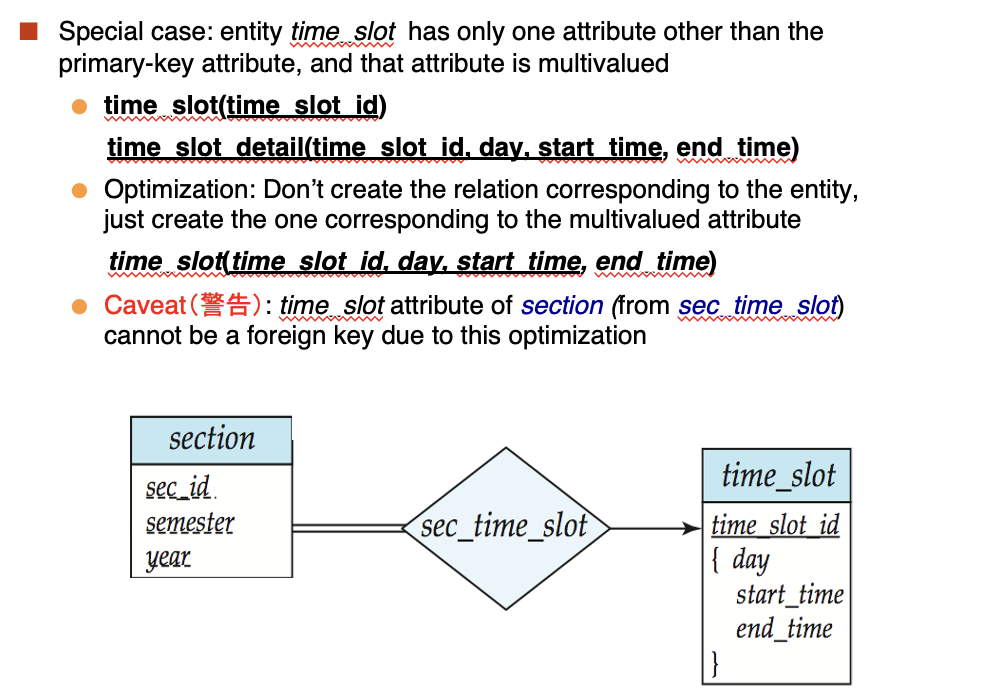 Special case: entity time_slot has only one attribute other than the
primary-key attribute, and that attribute is multivalued
time_slot(time_slot_id)
time_slot_detail(time_slot_id, day, start_time, end_time)
Optimization: Don't create the relation corresponding to the entity,
just create the one corresponding to the multivalued attribute
time_slot(time_slot_id, day, start_time, end_time)
Caveat(警告): time_slot attribute of section (from sec_time_slot)
cannot be a foreign key due to this optimization
section
sec_id
semester
year
sec_time_slot
time_slot
time_slot_id
{ day
start_time
end_time
}